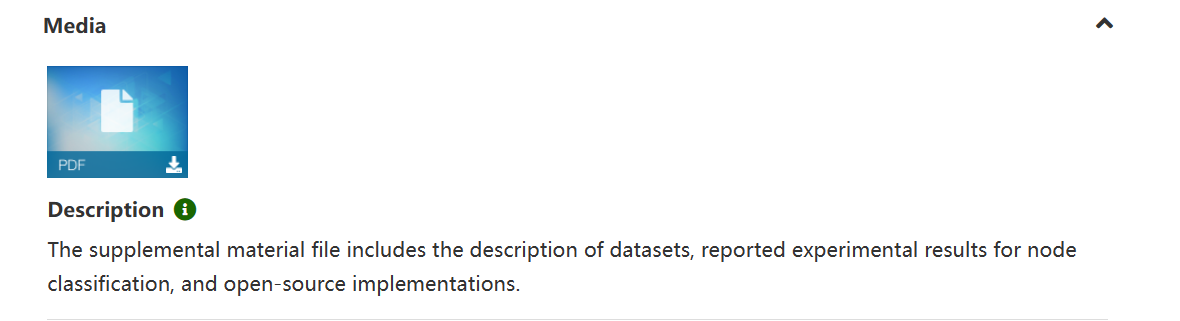 Media
PDF
Description
The supplemental material file includes the description of datasets, reported experimental results for node
classification, and open-source implementations.